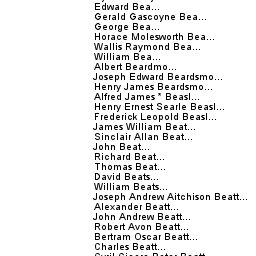 Edward Bea...
Gerald Gascoyne Bea...
George Bea...
Horace Molesworth Bea...
Wallis Raymond Bea...
William Bea...
Albert Beardmo...
Joseph Edward Beardsmo...
Henry James Beardsmo...
Alfred James * Beasl...
Henry Ernest Searle Beasl...
Frederick Leopold Beasl...
James William Beat...
Sinclair Allan Beat...
John Beat...
Richard Beat...
Thomas Beat...
David Beats...
William Beats...
Joseph Andrew Aitchison Beatt...
Alexander Beatt...
John Andrew Beatt...
Robert Avon Beatt...
Bertram Oscar Beatt...
Charles Beatt...